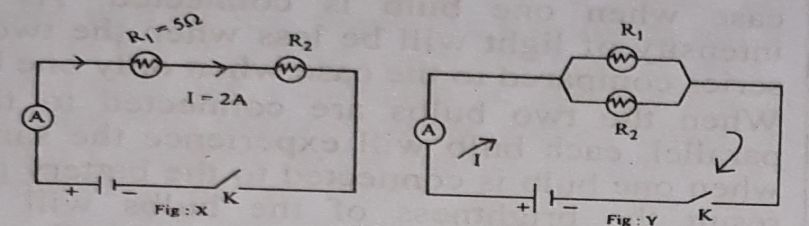 R₁ = 5Ω
R₂
I = 2A
A
+ −
K
Fig : X
R₁
R₂
A
I
+ −
K
Fig : Y